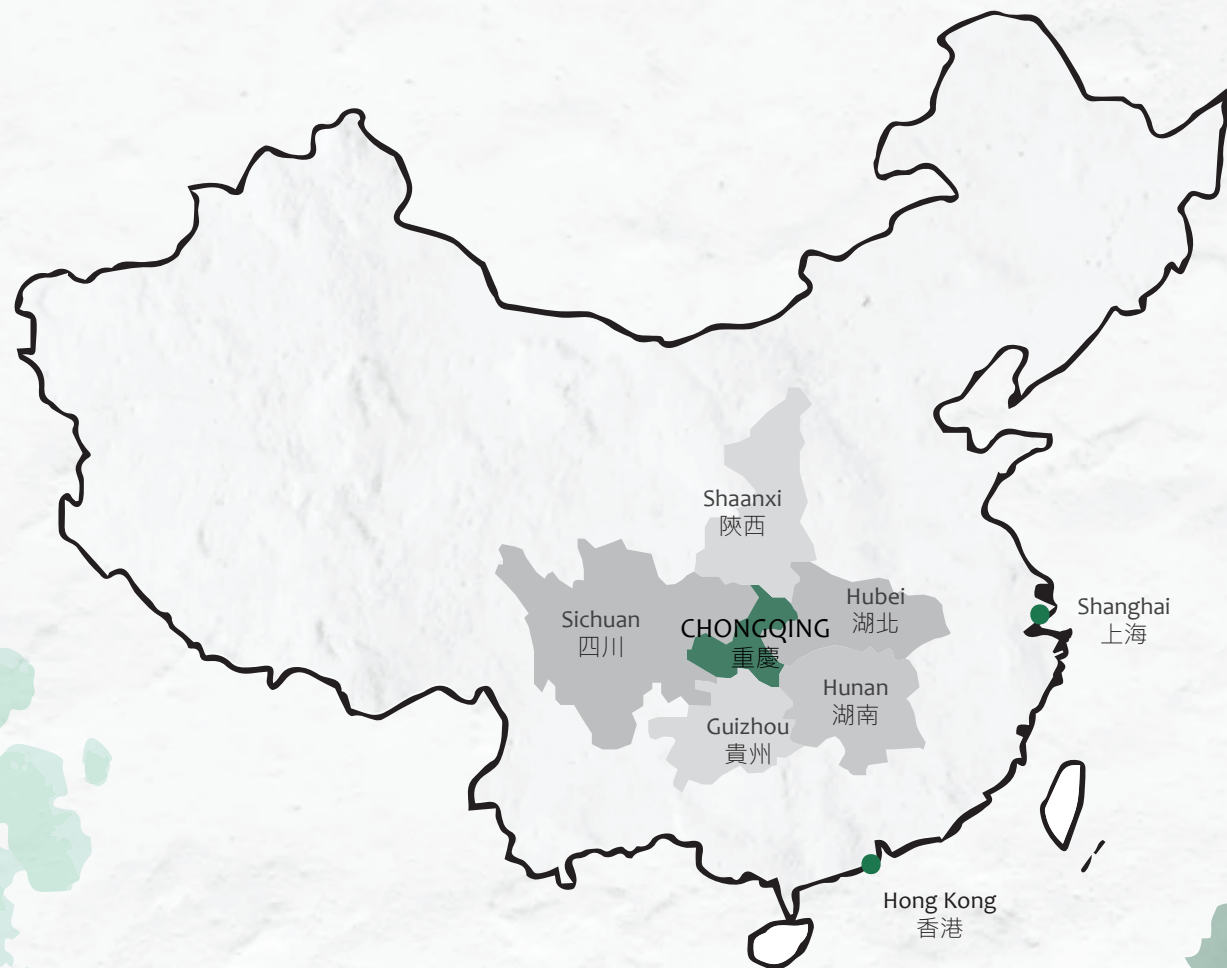 Shaanxi
陝西
Sichuan
四川
CHONGQING
重慶
Hubei
湖北
Shanghai
上海
Hunan
湖南
Guizhou
貴州
Hong Kong
香港